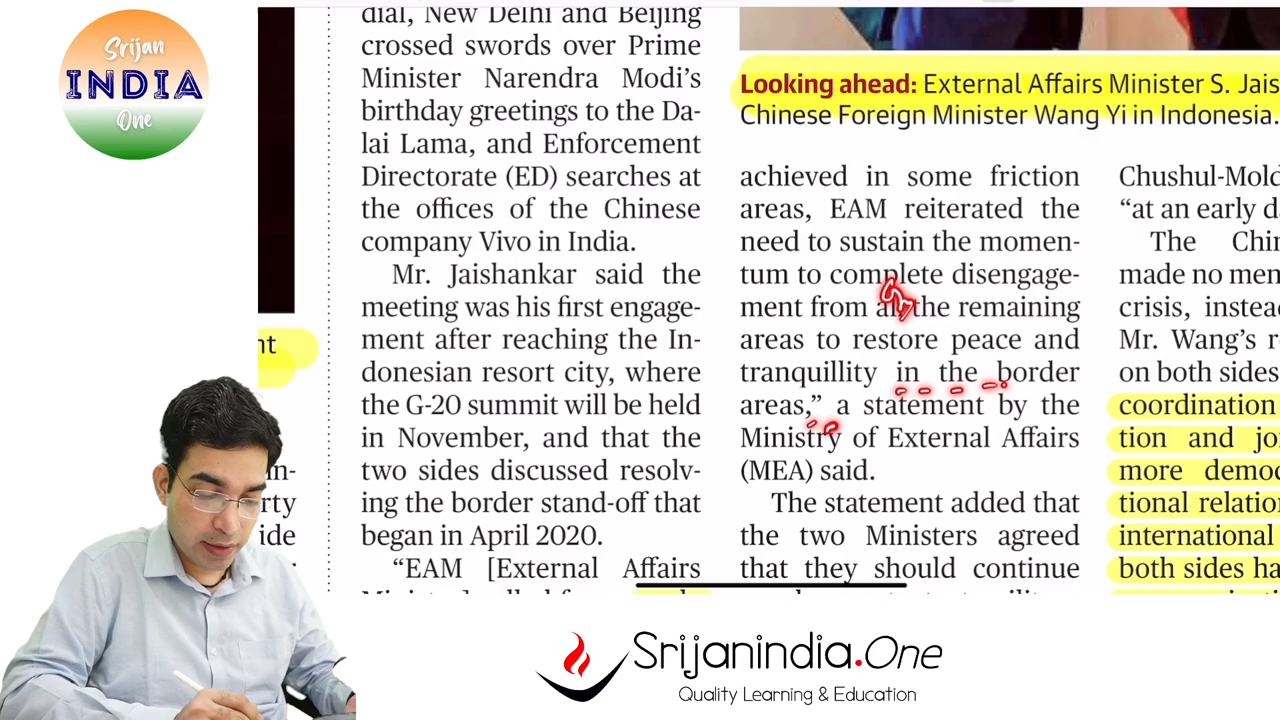 Srijan
INDIA
One
nt
n-
rty
ide
dial, New Delhi and Beijing
crossed swords over Prime
Minister Narendra Modi's
birthday greetings to the Da-
lai Lama, and Enforcement
Directorate (ED) searches at
the offices of the Chinese
company Vivo in India.
Mr. Jaishankar said the
meeting was his first engage-
ment after reaching the In-
donesian resort city, where
the G-20 summit will be held
in November, and that the
two sides discussed resolv-
ing the border stand-off that
began in April 2020.
“EAM [External Affairs
Looking ahead: External Affairs Minister S. Jais
Chinese Foreign Minister Wang Yi in Indonesia.
achieved in some friction
areas, EAM reiterated the
need to sustain the momen-
tum to complete disengage-
ment from all the remaining
areas to restore peace and
tranquillity in the border
areas,” a statement by the
Ministry of External Affairs
(MEA) said.
The statement added that
the two Ministers agreed
that they should continue
Chushul-Mold
“at an early d
The Chin
made no men
crisis, instea
Mr. Wang's r
on both sides
coordination
tion and jo
more democ
tional relation
international
both sides ha
Srijanindia.One
Quality Learning & Education